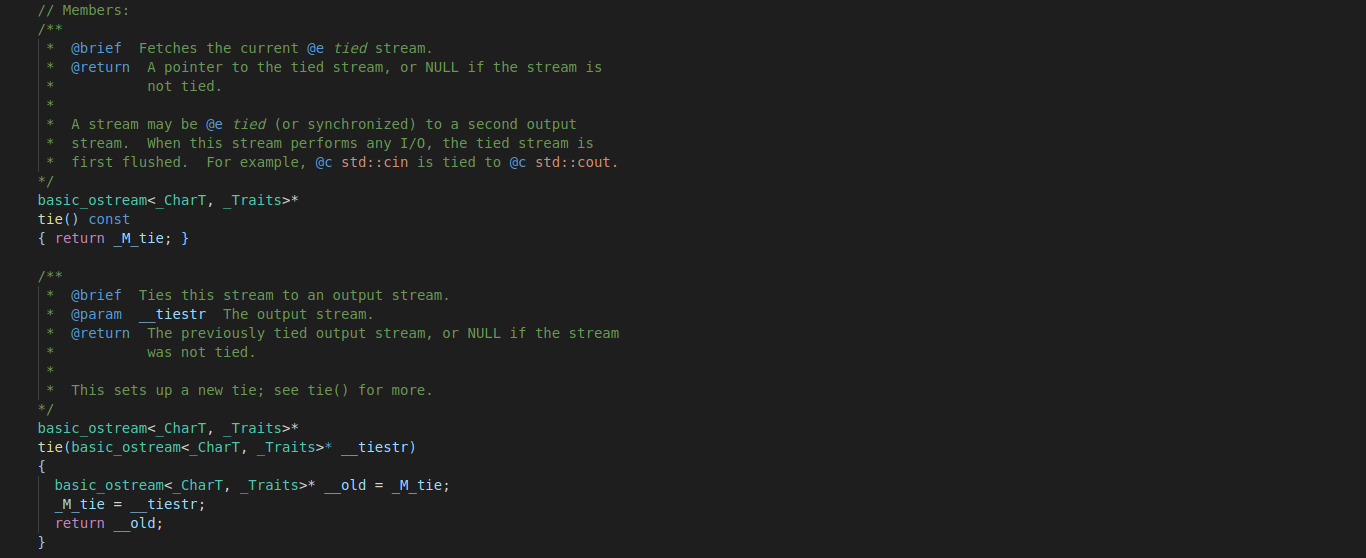 // Members:
/**
 *  @brief  Fetches the current @e tied stream.
 *  @return  A pointer to the tied stream, or NULL if the stream is
 *           not tied.
 *
 *  A stream may be @e tied (or synchronized) to a second output
 *  stream.  When this stream performs any I/O, the tied stream is
 *  first flushed.  For example, @c std::cin is tied to @c std::cout.
*/
basic_ostream<_CharT, _Traits>*
tie() const
{ return _M_tie; }

/**
 *  @brief  Ties this stream to an output stream.
 *  @param  __tiestr  The output stream.
 *  @return  The previously tied output stream, or NULL if the stream
 *           was not tied.
 *
 *  This sets up a new tie; see tie() for more.
*/
basic_ostream<_CharT, _Traits>*
tie(basic_ostream<_CharT, _Traits>* __tiestr)
{
  basic_ostream<_CharT, _Traits>* __old = _M_tie;
  _M_tie = __tiestr;
  return __old;
}